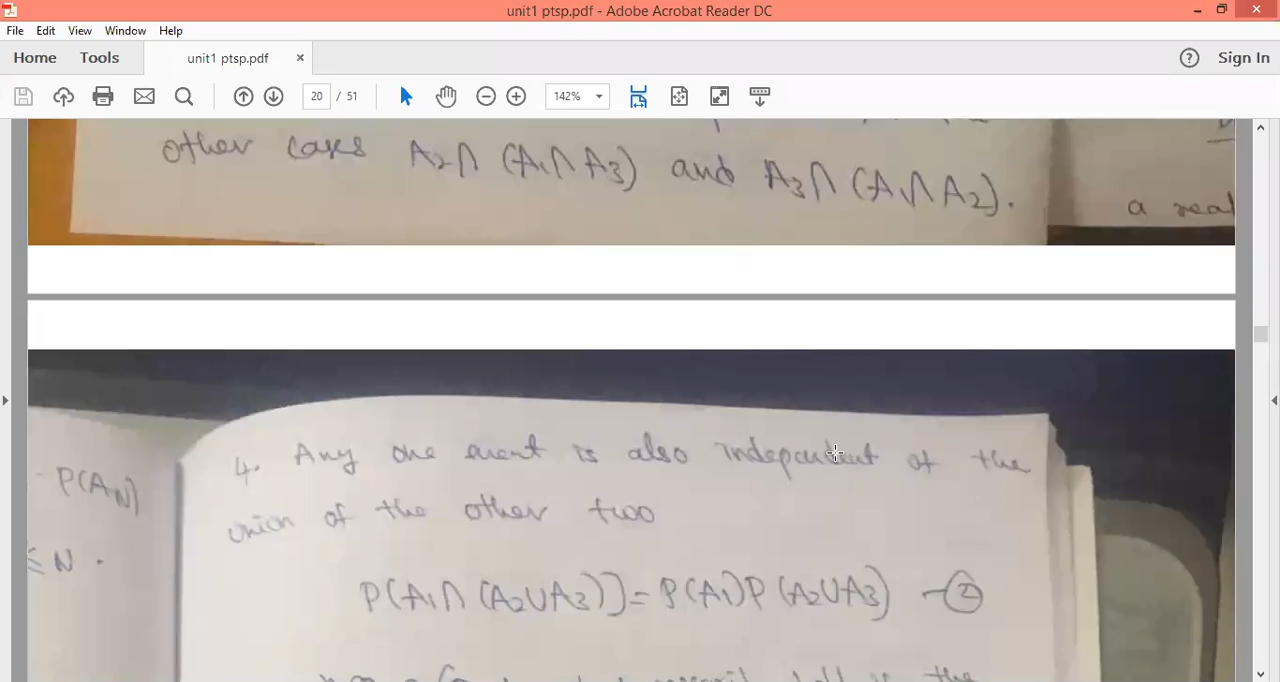 unit1 ptsp.pdf - Adobe Acrobat Reader DC
File Edit View Window Help
Home Tools unit1 ptsp.pdf × Sign In
20 / 51 142%
other cases A2∩ (A1∩A3) and A3∩ (A1∩A2).
a real
4. Any one event is also independent of the
union of the other two
P(A1∩ (A2∪A3)] = P(A1)P (A2∪A3) -②
- P(AN)
≤ N .